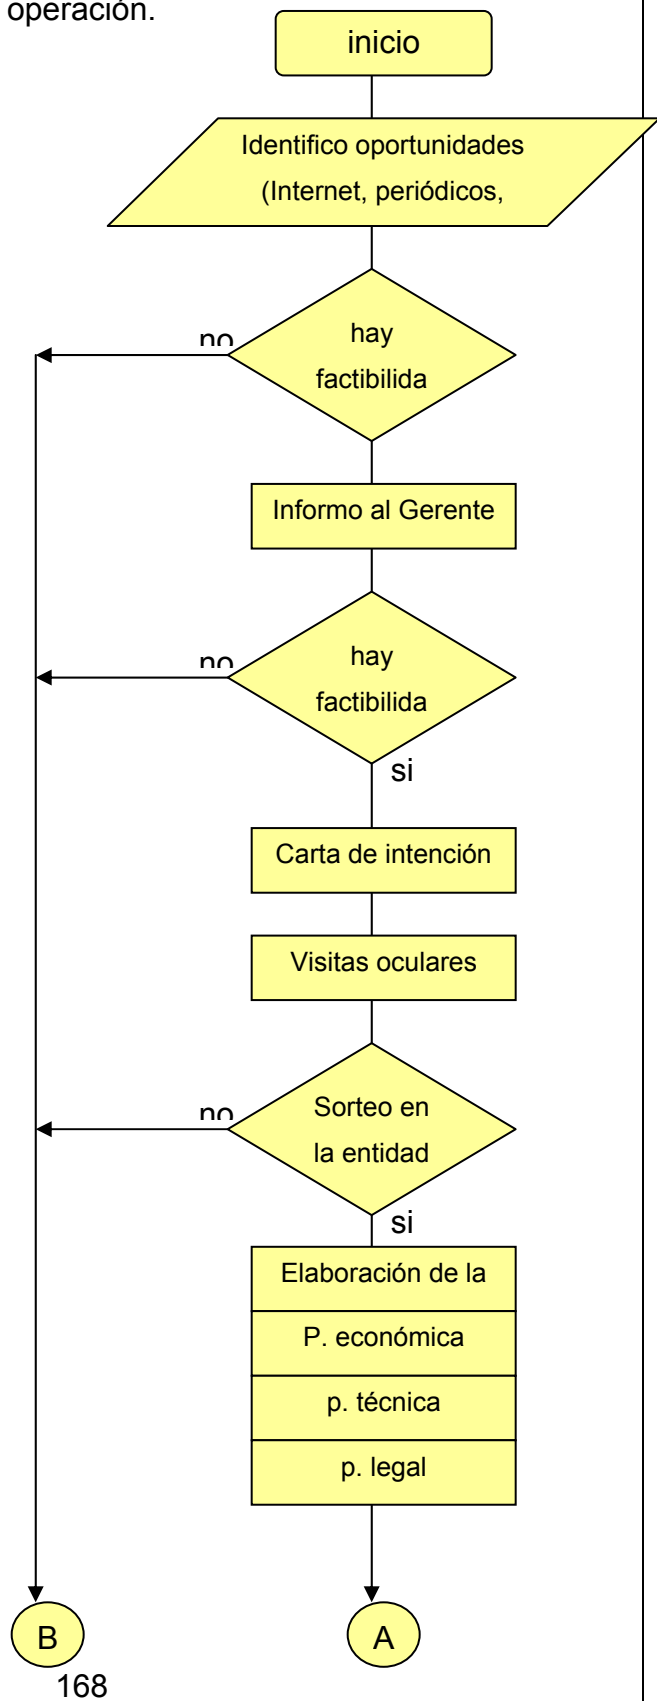 operación.
inicio
Identifico oportunidades
(Internet, periódicos,
no
hay
factibilida
Informo al Gerente
no
hay
factibilida
si
Carta de intención
Visitas oculares
no
Sorteo en
la entidad
si
Elaboración de la
P. económica
p. técnica
p. legal
B
A
168